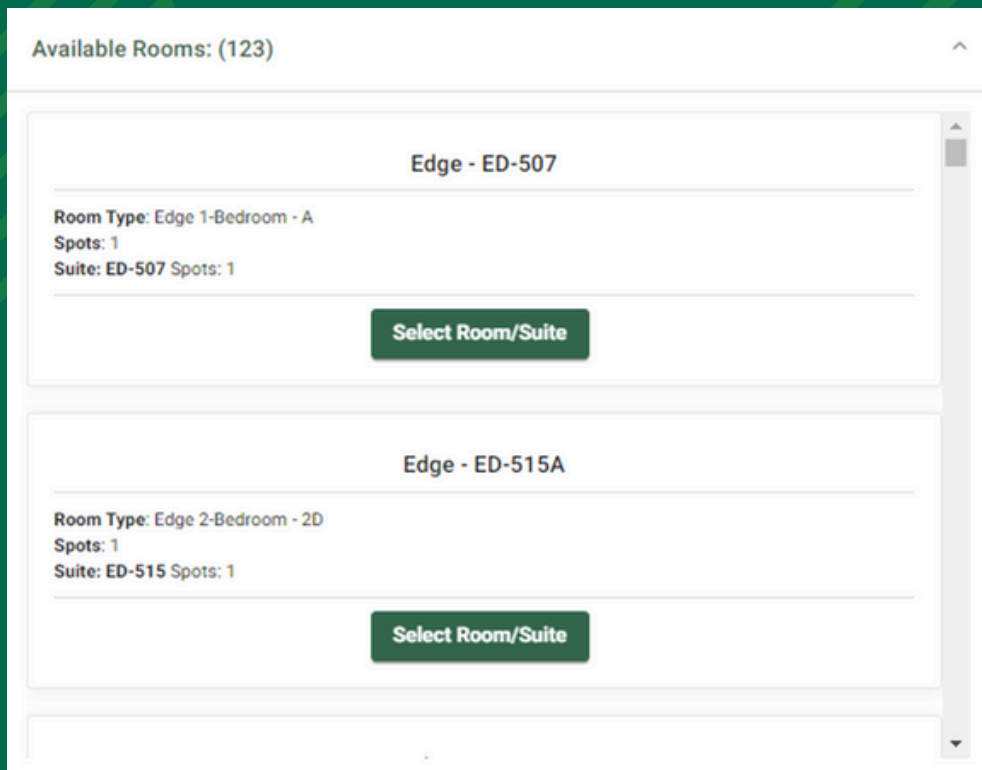 Available Rooms: (123)
Edge - ED-507
Room Type: Edge 1-Bedroom - A
Spots: 1
Suite: ED-507 Spots: 1
Select Room/Suite
Edge - ED-515A
Room Type: Edge 2-Bedroom - 2D
Spots: 1
Suite: ED-515 Spots: 1
Select Room/Suite